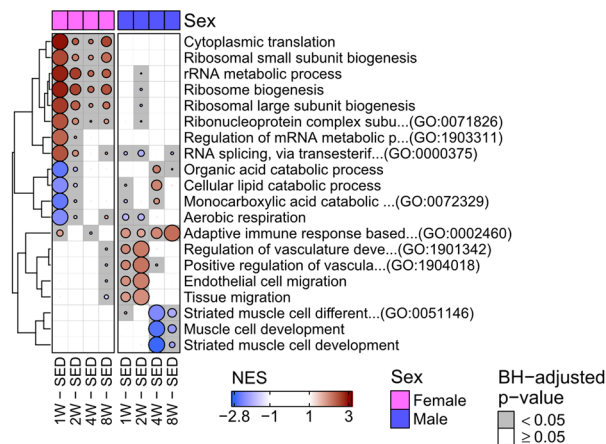 Sex
Cytoplasmic translation
Ribosomal small subunit biogenesis
rRNA metabolic process
Ribosome biogenesis
Ribosomal large subunit biogenesis
Ribonucleoprotein complex subu...(GO:0071826)
Regulation of mRNA metabolic p...(GO:1903311)
RNA splicing, via transesterif...(GO:0000375)
Organic acid catabolic process
Cellular lipid catabolic process
Monocarboxylic acid catabolic ...(GO:0072329)
Aerobic respiration
Adaptive immune response based...(GO:0002460)
Regulation of vasculature deve...(GO:1901342)
Positive regulation of vascula...(GO:1904018)
Endothelial cell migration
Tissue migration
Striated muscle cell different...(GO:0051146)
Muscle cell development
Striated muscle cell development
1W − SED
2W − SED
4W − SED
8W − SED
1W − SED
2W − SED
4W − SED
8W − SED
NES
−2.8 −1 1 3
Sex
Female
Male
BH−adjusted
p−value
< 0.05
≥ 0.05